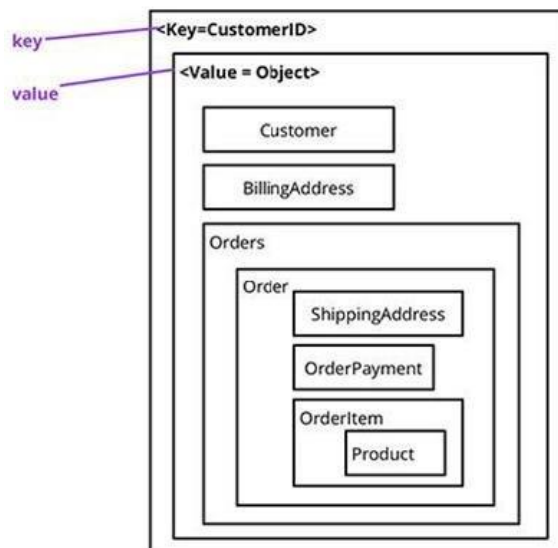 key
<Key=CustomerID>
value
<Value = Object>
Customer
BillingAddress
Orders
Order
ShippingAddress
OrderPayment
OrderItem
Product